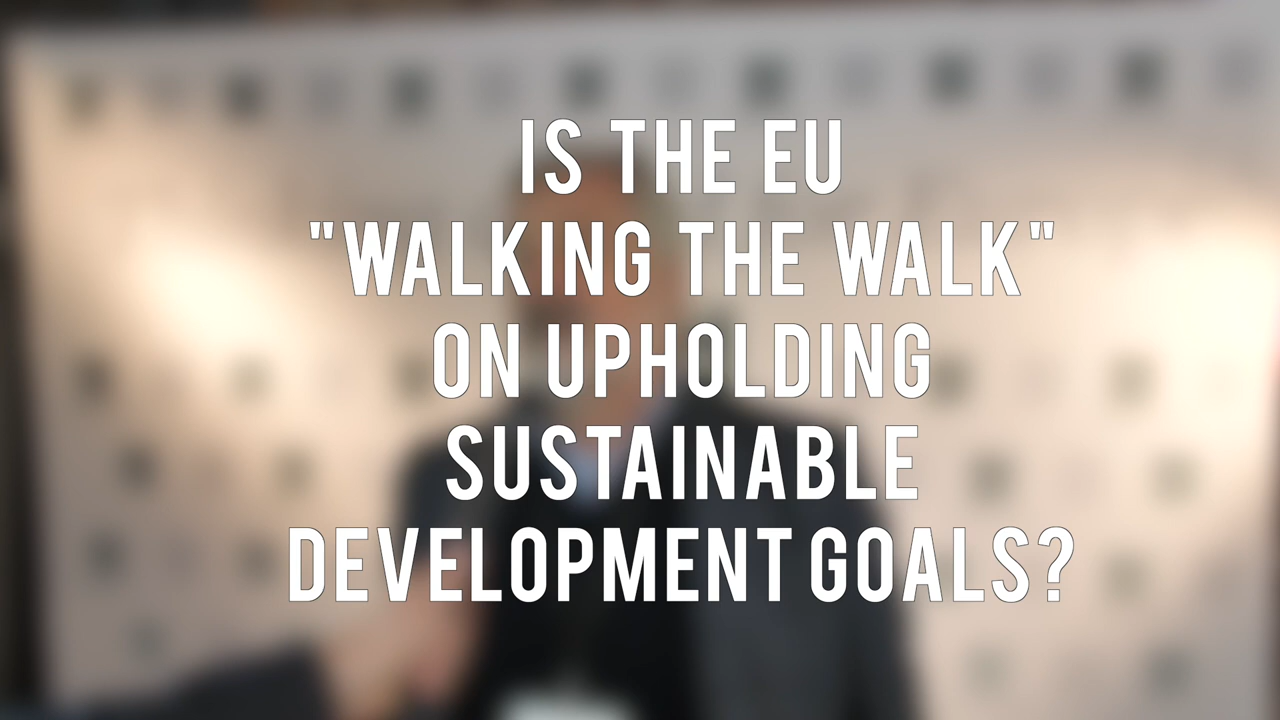 IS THE EU
"WALKING THE WALK"
ON UPHOLDING
SUSTAINABLE
DEVELOPMENT GOALS?